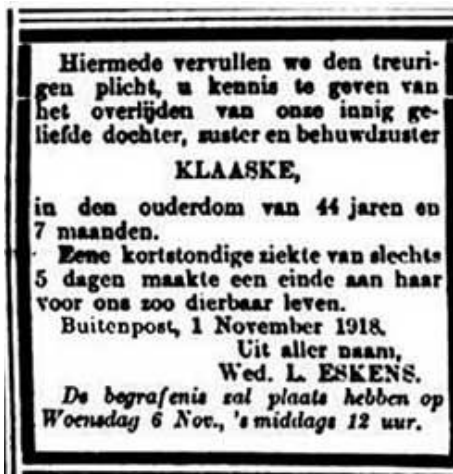 Hiermede vervullen we den treuri-
gen plicht, u kennis te geven van
het overlijden van onze innig ge-
liefde dochter, zuster en behuwdzuster
KLAASKE,
in den ouderdom van 44 jaren en
7 maanden.
Eene kortstondige ziekte van slechts
5 dagen maakte een einde aan haar
voor ons zoo dierbaar leven.
Buitenpost, 1 November 1918.
Uit aller naam,
Wed. L. ESKENS.
De begrafenis zal plaats hebben op
Woensdag 6 Nov., 's middags 12 uur.